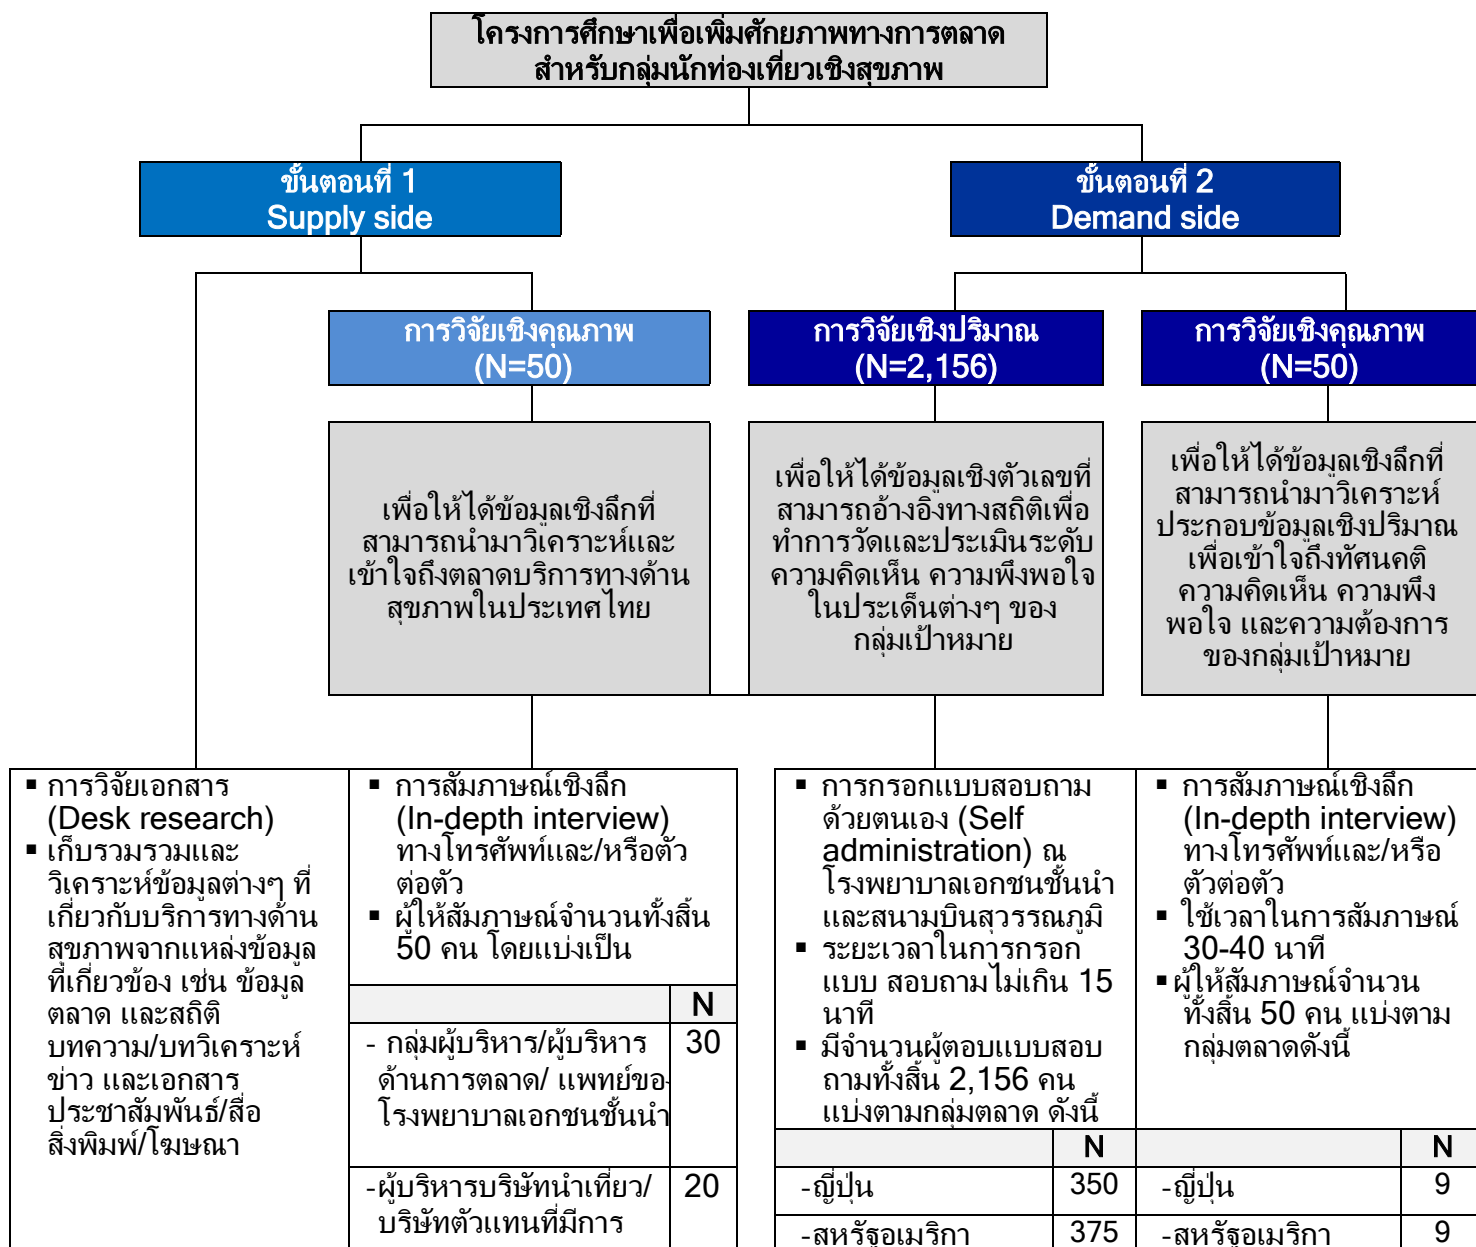 โครงการศึกษาเพื่อเพิ่มศักยภาพทางการตลาด
สำหรับกลุ่มนักท่องเที่ยวเชิงสุขภาพ
ขั้นตอนที่ 1
Supply side
ขั้นตอนที่ 2
Demand side
การวิจัยเชิงคุณภาพ
(N=50)
การวิจัยเชิงปริมาณ
(N=2,156)
การวิจัยเชิงคุณภาพ
(N=50)
เพื่อให้ได้ข้อมูลเชิงลึกที่
สามารถนำมาวิเคราะห์และ
เข้าใจถึงตลาดบริการทางด้าน
สุขภาพในประเทศไทย
เพื่อให้ได้ข้อมูลเชิงตัวเลขที่
สามารถอ้างอิงทางสถิติเพื่อ
ทำการวัดและประเมินระดับ
ความคิดเห็น ความพึงพอใจ
ในประเด็นต่างๆ ของ
กลุ่มเป้าหมาย
เพื่อให้ได้ข้อมูลเชิงลึกที่
สามารถนำมาวิเคราะห์
ประกอบข้อมูลเชิงปริมาณ
เพื่อเข้าใจถึงทัศนคติ
ความคิดเห็น ความพึง
พอใจ และความต้องการ
ของกลุ่มเป้าหมาย
▪ การวิจัยเอกสาร
(Desk research)
▪ เก็บรวมรวมและ
วิเคราะห์ข้อมูลต่างๆ ที่
เกี่ยวกับบริการทางด้าน
สุขภาพจากแหล่งข้อมูล
ที่เกี่ยวข้อง เช่น ข้อมูล
ตลาด และสถิติ
บทความ/บทวิเคราะห์
ข่าว และเอกสาร
ประชาสัมพันธ์/สื่อ
สิ่งพิมพ์/โฆษณา
▪ การสัมภาษณ์เชิงลึก
(In-depth interview)
ทางโทรศัพท์และ/หรือตัว
ต่อตัว
▪ ผู้ให้สัมภาษณ์จำนวนทั้งสิ้น
50 คน โดยแบ่งเป็น
N
- กลุ่มผู้บริหาร/ผู้บริหาร 30
ด้านการตลาด/ แพทย์ขอ
โรงพยาบาลเอกชนชั้นนำ
-ผู้บริหารบริษัทนำเที่ยว/ 20
บริษัทตัวแทนที่มีการ
▪ การกรอกแบบสอบถาม
ด้วยตนเอง (Self
administration) ณ
โรงพยาบาลเอกชนชั้นนำ
และสนามบินสุวรรณภูมิ
▪ ระยะเวลาในการกรอก
แบบ สอบถามไม่เกิน 15
นาที
▪ มีจำนวนผู้ตอบแบบสอบ
ถามทั้งสิ้น 2,156 คน
แบ่งตามกลุ่มตลาด ดังนี้
N
-ญี่ปุ่น 350
-สหรัฐอเมริกา 375
▪ การสัมภาษณ์เชิงลึก
(In-depth interview)
ทางโทรศัพท์และ/หรือ
ตัวต่อตัว
▪ ใช้เวลาในการสัมภาษณ์
30-40 นาที
▪ ผู้ให้สัมภาษณ์จำนวน
ทั้งสิ้น 50 คน แบ่งตาม
กลุ่มตลาดดังนี้
N
-ญี่ปุ่น 9
-สหรัฐอเมริกา 9